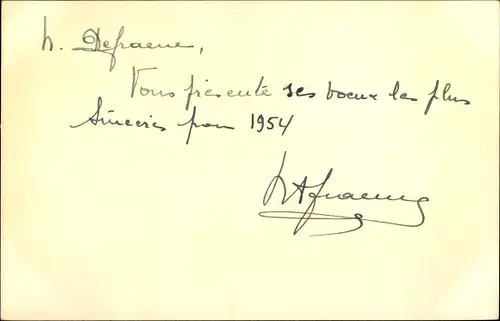 h. Defraene,
Vous présente ses voeux les plus
Sincères pour 1954